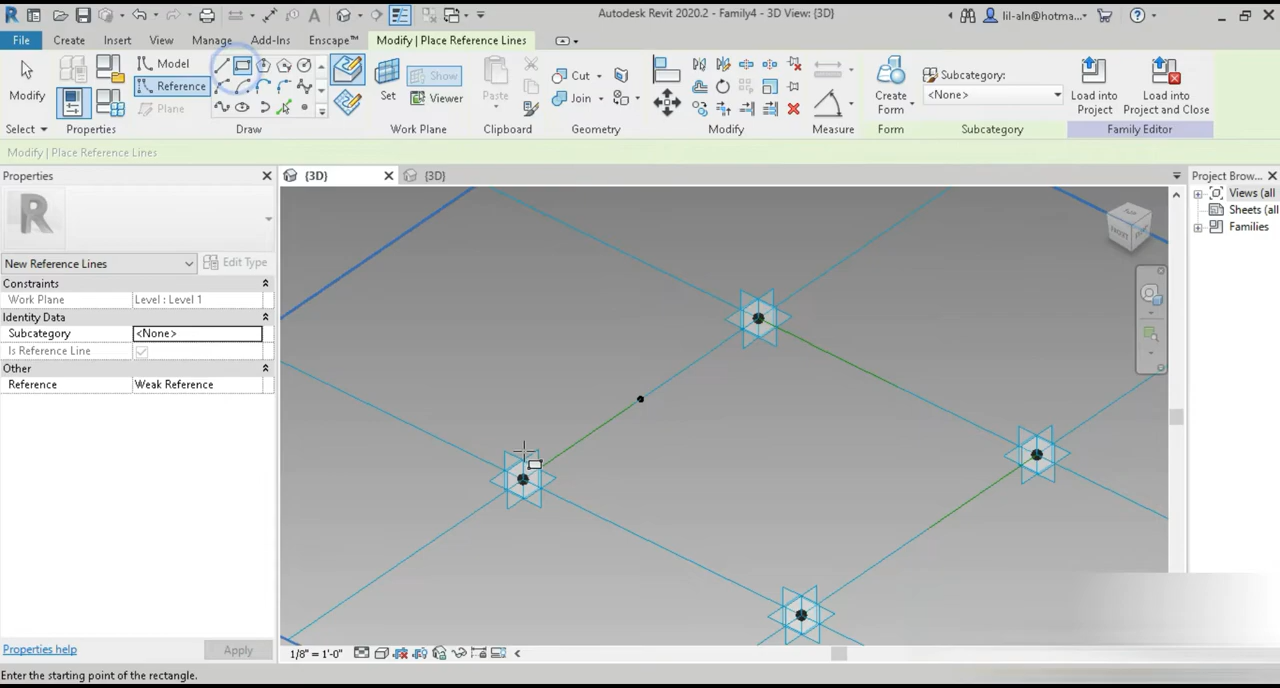 Autodesk Revit 2020.2 - Family4 - 3D View: {3D}
lil-aln@hotma...
File Create Insert View Manage Add-Ins Enscape™ Modify | Place Reference Lines
Modify
Select
Properties
Model
Reference
Plane
Draw
Set
Show
Viewer
Work Plane
Paste
Clipboard
Cut
Join
Geometry
Modify
Measure
Create
Form
Form
Subcategory:
<None>
Subcategory
Load into
Project
Load into
Project and Close
Family Editor
Modify | Place Reference Lines
Properties
R
New Reference Lines Edit Type
Constraints
Work Plane Level : Level 1
Identity Data
Subcategory <None>
Is Reference Line
Other
Reference Weak Reference
Properties help Apply
{3D} {3D}
FRONT
1/8" = 1'-0"
Project Brow...
Views (all
Sheets (all
Families
Enter the starting point of the rectangle.